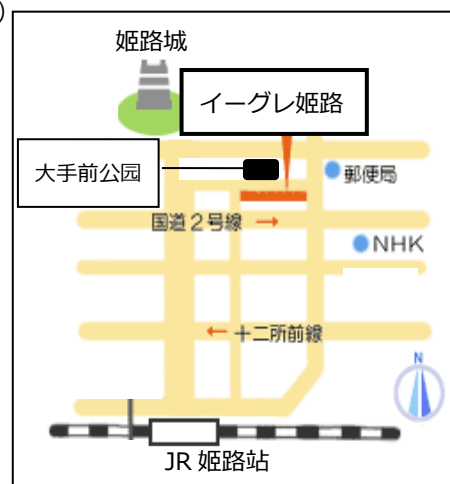 )
姫路城
イーグレ姫路
大手前公園
郵便局
国道２号線 →
NHK
← 十二所前線
N
JR 姫路站